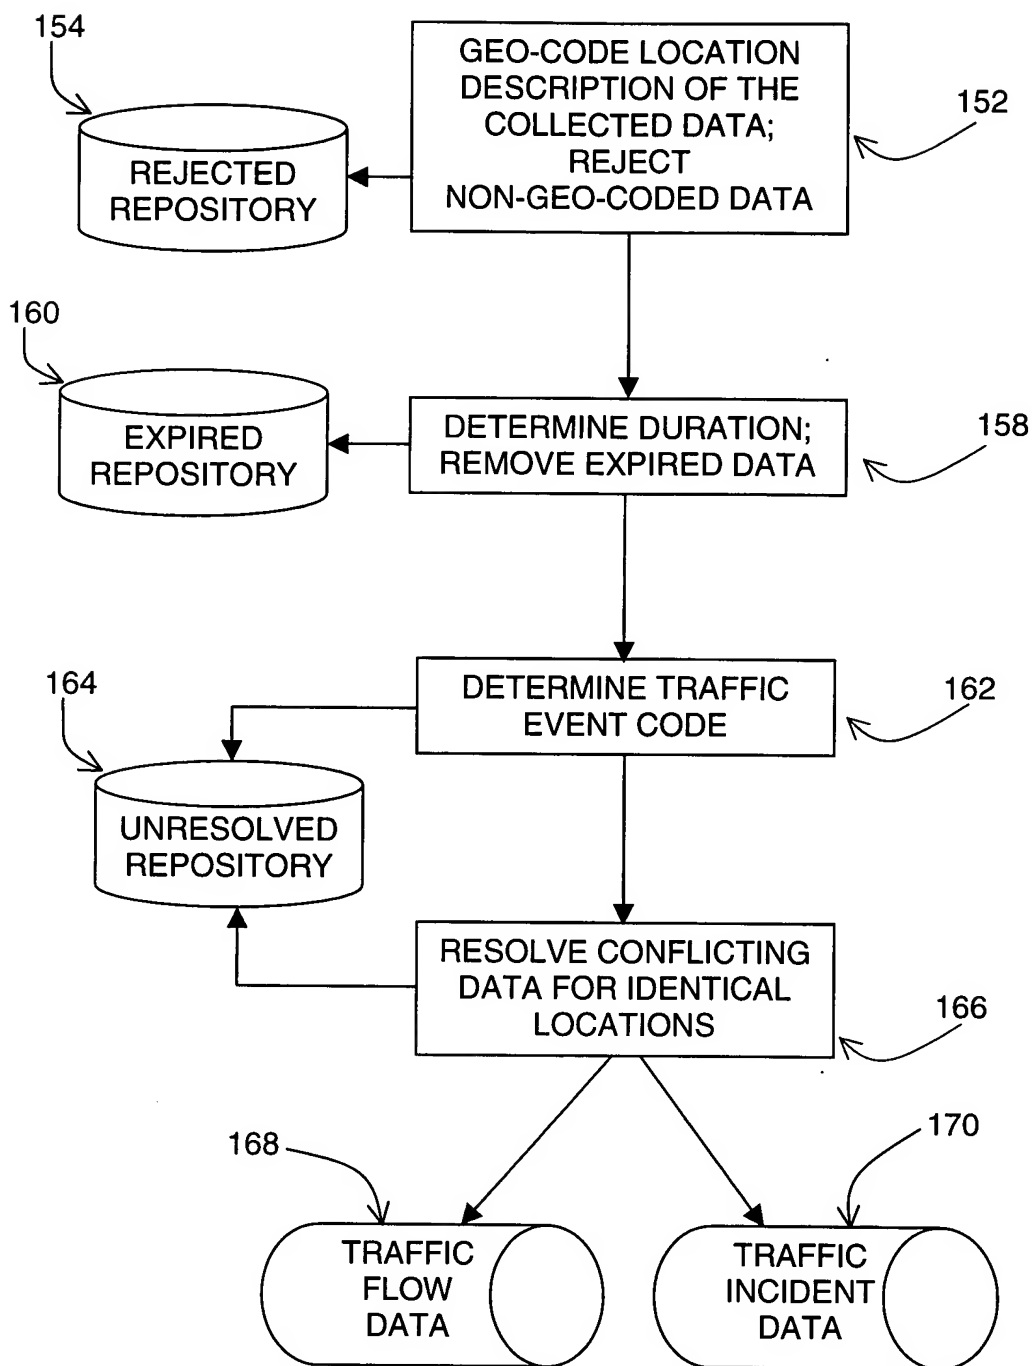 154
GEO-CODE LOCATION
DESCRIPTION OF THE
COLLECTED DATA;
REJECT
NON-GEO-CODED DATA
152
REJECTED
REPOSITORY
160
EXPIRED
REPOSITORY
DETERMINE DURATION;
REMOVE EXPIRED DATA
158
164
DETERMINE TRAFFIC
EVENT CODE
162
UNRESOLVED
REPOSITORY
RESOLVE CONFLICTING
DATA FOR IDENTICAL
LOCATIONS
166
168
170
TRAFFIC
FLOW
DATA
TRAFFIC
INCIDENT
DATA